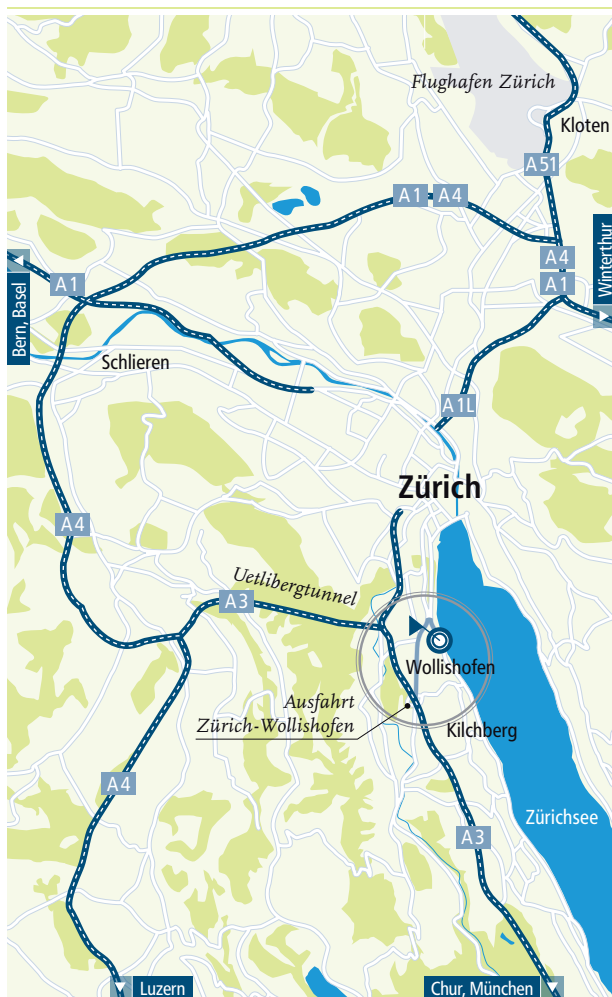 Flughafen Zürich
Kloten
A51
A1 A4
Winterthur
A4
A1
A1
Bern, Basel
Schlieren
A1L
Zürich
A4
Uetlibergtunnel
A3
Wollishofen
Ausfahrt
Zürich-Wollishofen
Kilchberg
A4
Zürichsee
A3
Luzern
Chur, München